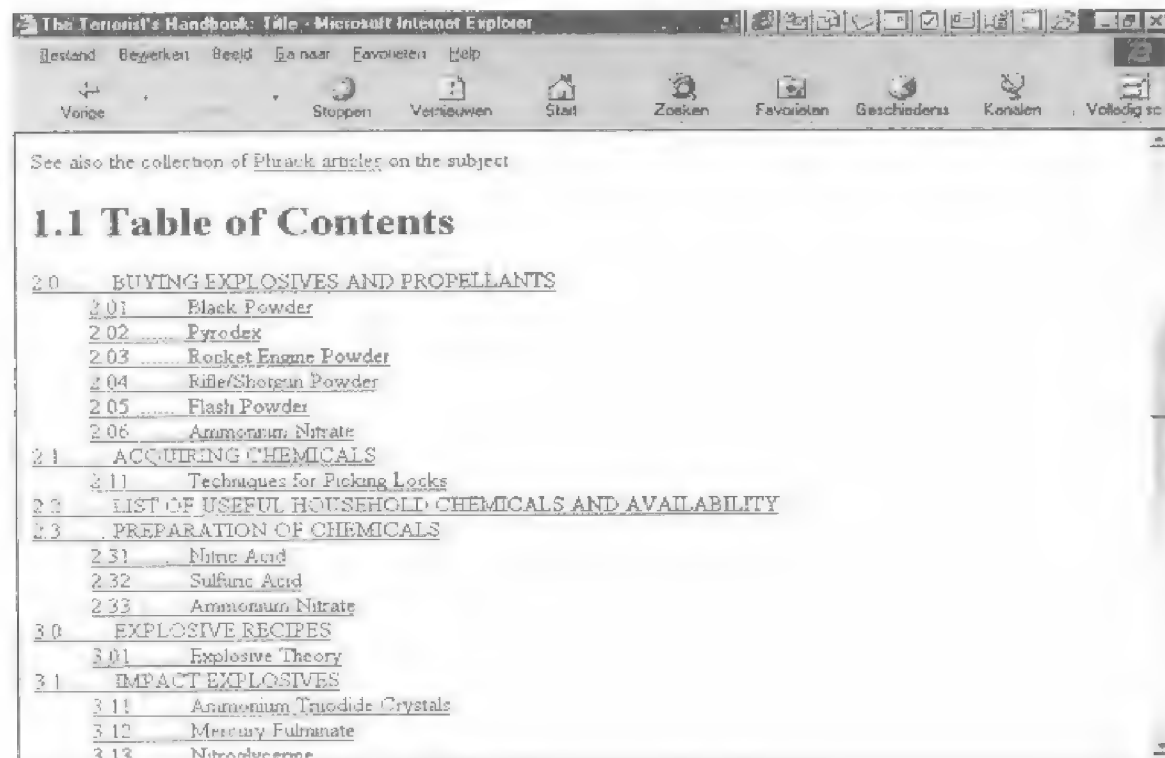 The Terrorist's Handbook: Title - Microsoft Internet Explorer
Bestand Bewerken Beeld Ga naar Favorieten Help
Vorige Stoppen Vernieuwen Start Zoeken Favorieten Geschiedenis Kanalen Volledig sc
See also the collection of Phrack articles on the subject
1.1 Table of Contents
2.0 BUYING EXPLOSIVES AND PROPELLANTS
2.01 Black Powder
2.02 ...... Pyrodex
2.03 ....... Rocket Engine Powder
2.04 Rifle/Shotgun Powder
2.05 ...... Flash Powder
2.06 Ammonium Nitrate
2.1 ACQUIRING CHEMICALS
2.11 Techniques for Picking Locks
2.2 LIST OF USEFUL HOUSEHOLD CHEMICALS AND AVAILABILITY
2.3 PREPARATION OF CHEMICALS
2.31 Nitric Acid
2.32 Sulfuric Acid
2.33 Ammonium Nitrate
3.0 EXPLOSIVE RECIPES
3.01 Explosive Theory
3.1 IMPACT EXPLOSIVES
3.11 Ammonium Triiodide Crystals
3.12 Mercury Fulminate
3.13 Nitroglycerine